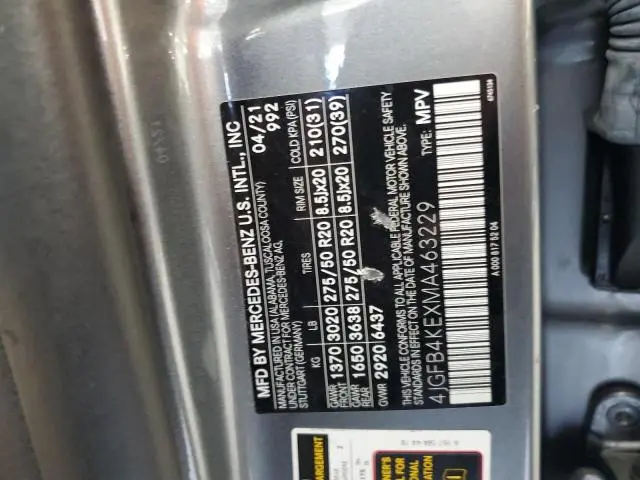 MFD BY MERCEDES-BENZ U.S. INTL., INC
IN USA (ALABAMA, TUSCALOOSA COUNTY) 04/21
UNDER CONTRACT FOR MERCEDES-BENZ AG, 992
STUTTGART (GERMANY)
KG LB TIRES RIM SIZE COLD KPA (PSI)
GAWR FRONT 1370 3020 275/50 R20 8.5Jx20 210(31)
GAWR REAR 1650 3638 275/50 R20 8.5Jx20 270(39)
GVWR 2920 6437
THIS VEHICLE CONFORMS TO ALL APPLICABLE FEDERAL MOTOR VEHICLE SAFETY
STANDARDS IN EFFECT ON THE DATE OF MANUFACTURE SHOWN ABOVE.
4JGFB4KEXMA463229 TYPE: MPV
A 000 817 58 04